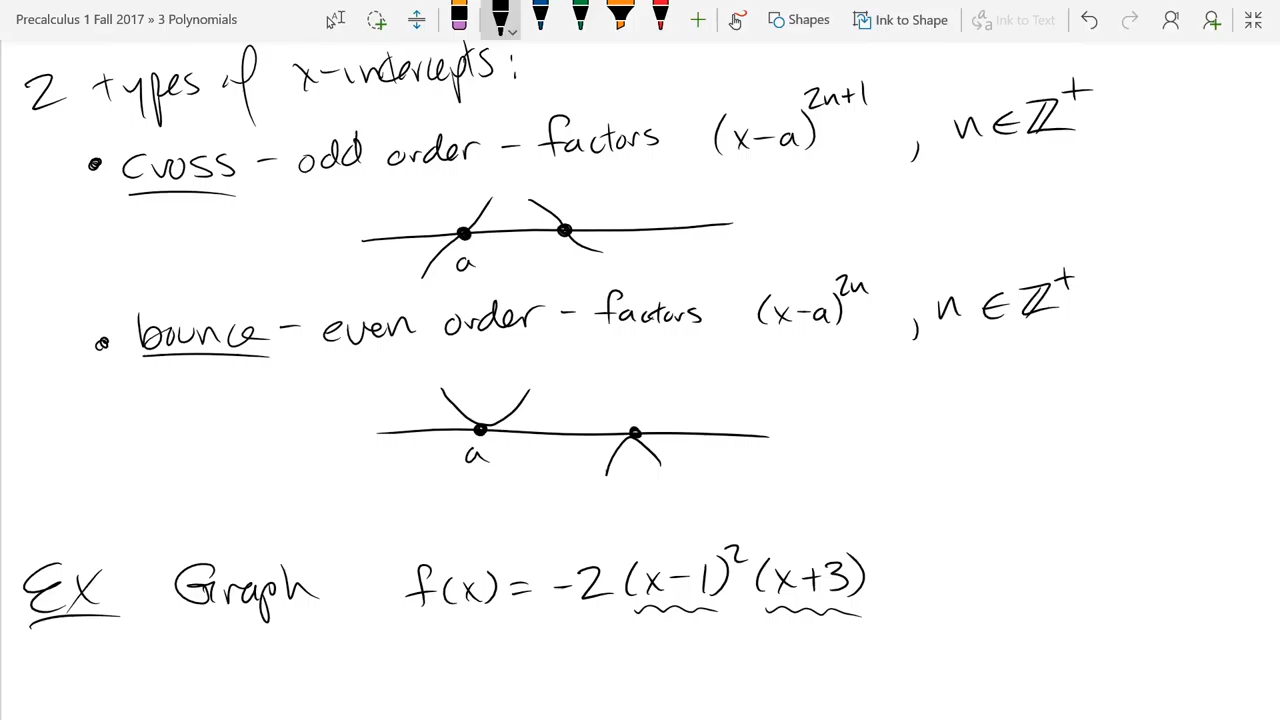 Precalculus 1 Fall 2017 » 3 Polynomials
Shapes
Ink to Shape
Ink to Text
2 types of x-intercepts:
• cross - odd order - factors (x-a)^{2n+1}, n∈ℤ^+
a
• bounce - even order - factors (x-a)^{2n}, n∈ℤ^+
a
Ex Graph f(x) = -2(x-1)^2(x+3)